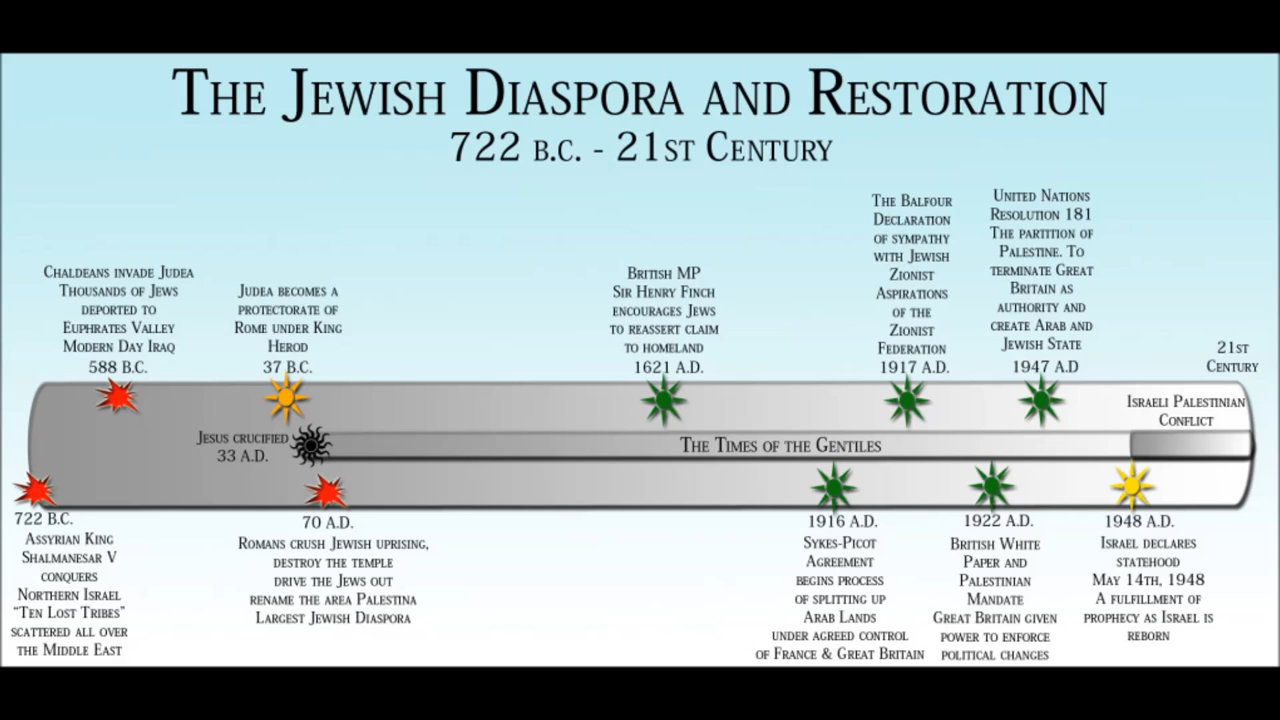 The Jewish Diaspora and Restoration
722 B.C. - 21st Century
Chaldeans invade Judea
Thousands of Jews
deported to
Euphrates Valley
Modern Day Iraq
588 B.C.
Judea becomes a
protectorate of
Rome under King
Herod
37 B.C.
British MP
Sir Henry Finch
encourages Jews
to reassert claim
to homeland
1621 A.D.
The Balfour
Declaration
of sympathy
with Jewish
Zionist
Aspirations
of the
Zionist
Federation
1917 A.D.
United Nations
Resolution 181
The partition of
Palestine. To
terminate Great
Britain as
authority and
create Arab and
Jewish State
1947 A.D
21st
Century
Israeli Palestinian
Conflict
Jesus crucified
33 A.D.
The Times of the Gentiles
722 B.C.
Assyrian King
Shalmanesar V
conquers
Northern Israel
"Ten Lost Tribes"
scattered all over
the Middle East
70 A.D.
Romans crush Jewish uprising,
destroy the temple
drive the Jews out
rename the area Palestina
Largest Jewish Diaspora
1916 A.D.
Sykes-Picot
Agreement
begins process
of splitting up
Arab Lands
under agreed control
of France & Great Britain
1922 A.D.
British White
Paper and
Palestinian
Mandate
Great Britain given
power to enforce
political changes
1948 A.D.
Israel declares
statehood
May 14th, 1948
A fulfillment of
prophecy as Israel is
reborn